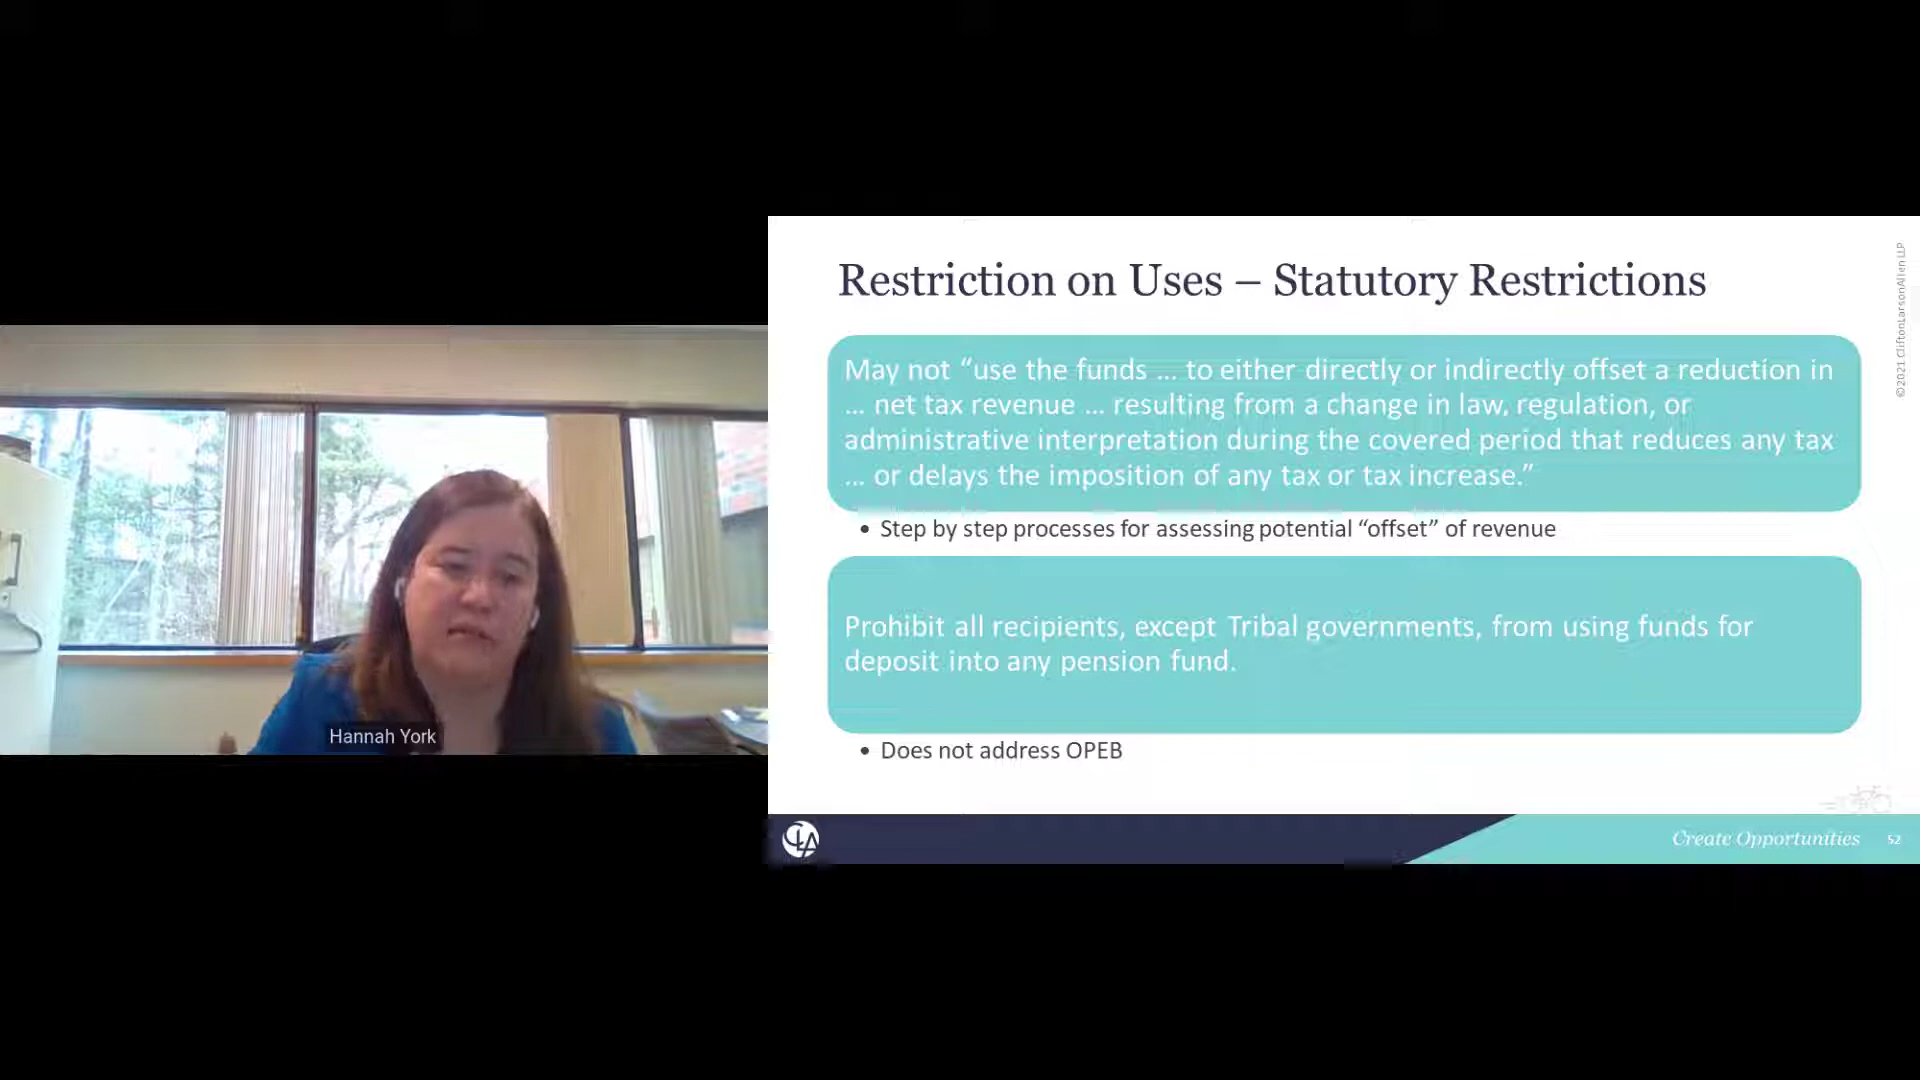 Restriction on Uses – Statutory Restrictions
May not “use the funds ... to either directly or indirectly offset a reduction in
... net tax revenue ... resulting from a change in law, regulation, or
administrative interpretation during the covered period that reduces any tax
... or delays the imposition of any tax or tax increase.”
• Step by step processes for assessing potential “offset” of revenue
Prohibit all recipients, except Tribal governments, from using funds for
deposit into any pension fund.
• Does not address OPEB
©2021 CliftonLarsonAllen LLP
Hannah York
CLA
Create Opportunities
52